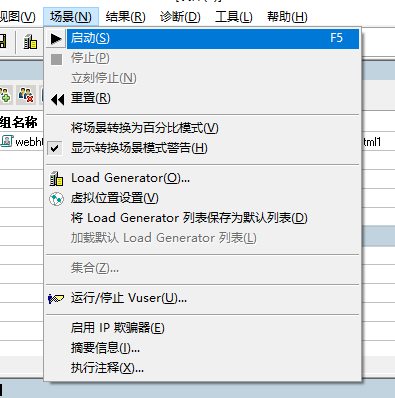 视图(V) 场景(N) 结果(R) 诊断(D) 工具(L) 帮助(H)
启动(S) F5
停止(P)
立刻停止(N)
重置(R)
组名称
将场景转换为百分比模式(V)
webht
显示转换场景模式警告(H)
tml1
Load Generator(O)...
虚拟位置设置(V)
将 Load Generator 列表保存为默认列表(D)
加载默认 Load Generator 列表(L)
集合(Z)...
运行/停止 Vuser(U)...
启用 IP 欺骗器(E)
摘要信息(I)...
执行注释(X)...